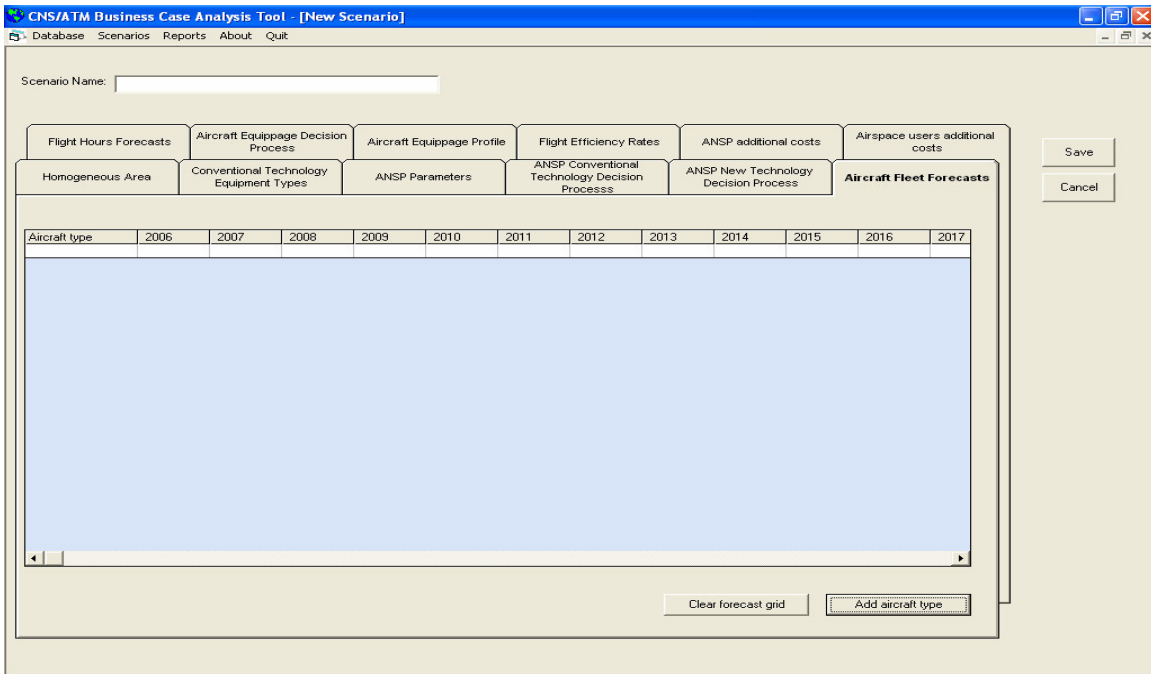 CNS/ATM Business Case Analysis Tool - [New Scenario]
Database Scenarios Reports About Quit
Scenario Name:
Flight Hours Forecasts
Aircraft Equippage Decision
Process
Aircraft Equippage Profile
Flight Efficiency Rates
ANSP additional costs
Airspace users additional
costs
Save
Homogeneous Area
Conventional Technology
Equipment Types
ANSP Parameters
ANSP Conventional
Technology Decision
Processs
ANSP New Technology
Decision Process
Aircraft Fleet Forecasts
Cancel
Aircraft type 2006 2007 2008 2009 2010 2011 2012 2013 2014 2015 2016 2017
Clear forecast grid Add aircraft type